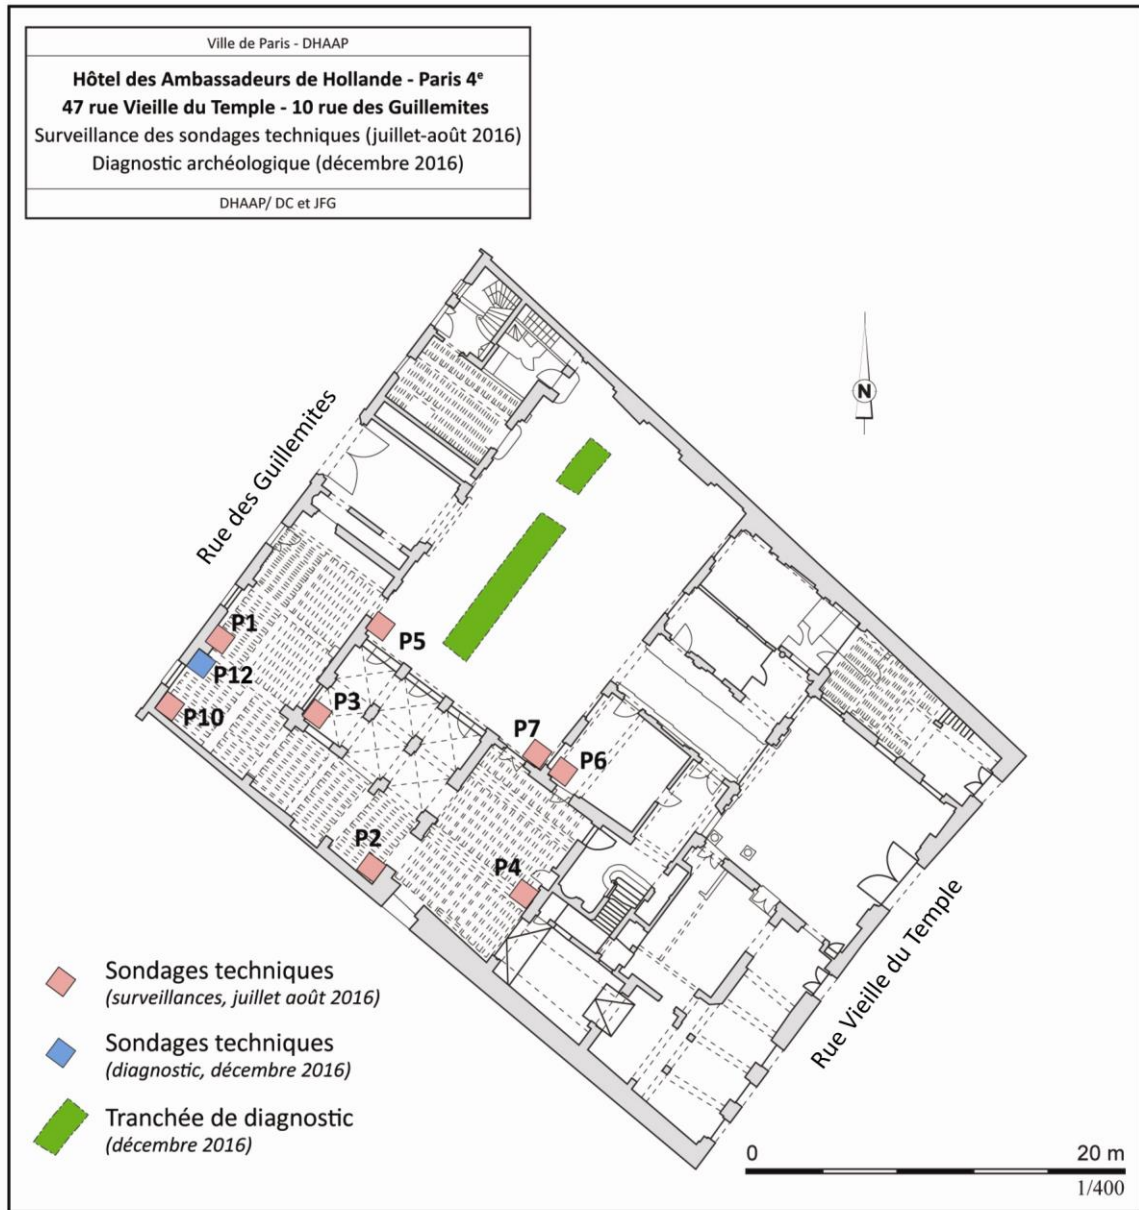 Ville de Paris - DHAAP
Hôtel des Ambassadeurs de Hollande - Paris 4e
47 rue Vieille du Temple - 10 rue des Guillemites
Surveillance des sondages techniques (juillet-août 2016)
Diagnostic archéologique (décembre 2016)
DHAAP/ DC et JFG
N
Rue des Guillemites
P1
P5
P12
P10
P3
P7
P6
P2
P4
Rue Vieille du Temple
Sondages techniques
(surveillances, juillet août 2016)
Sondages techniques
(diagnostic, décembre 2016)
Tranchée de diagnostic
(décembre 2016)
0 20 m
1/400